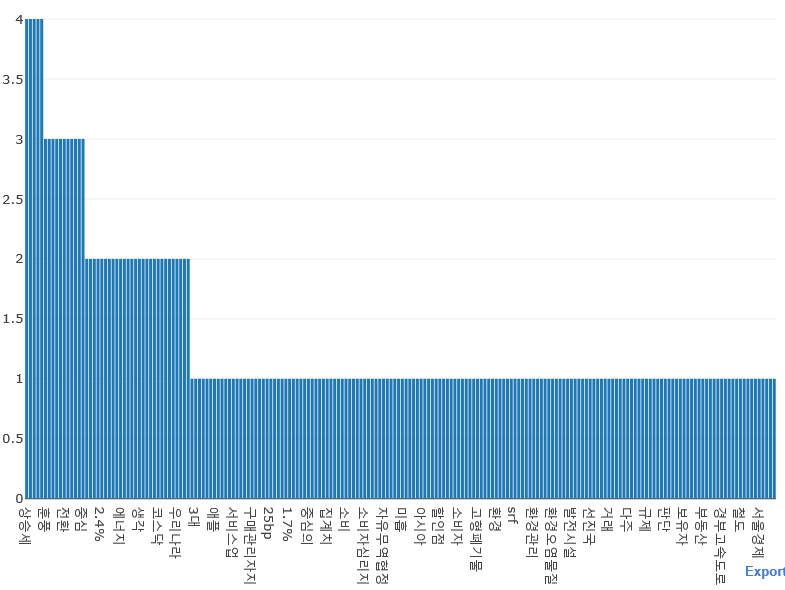 4
3.5
3
2.5
2
1.5
1
0.5
0
상승세
훈풍
전환
중심
2.4%
에너지
생각
코스닥
우리나라
3대
애플
서비스업
구매관리자지
25bp
1.7%
중심의
집계치
소비
소비자심리지
자유무역협정
미흡
아시아
할인점
소비자
고형폐기물
환경
srf
환경관리
환경오염물질
발전시설
선진국
거래
다주
규제
판단
보유자
부동산
경부고속도로
철도
서울경제
Export